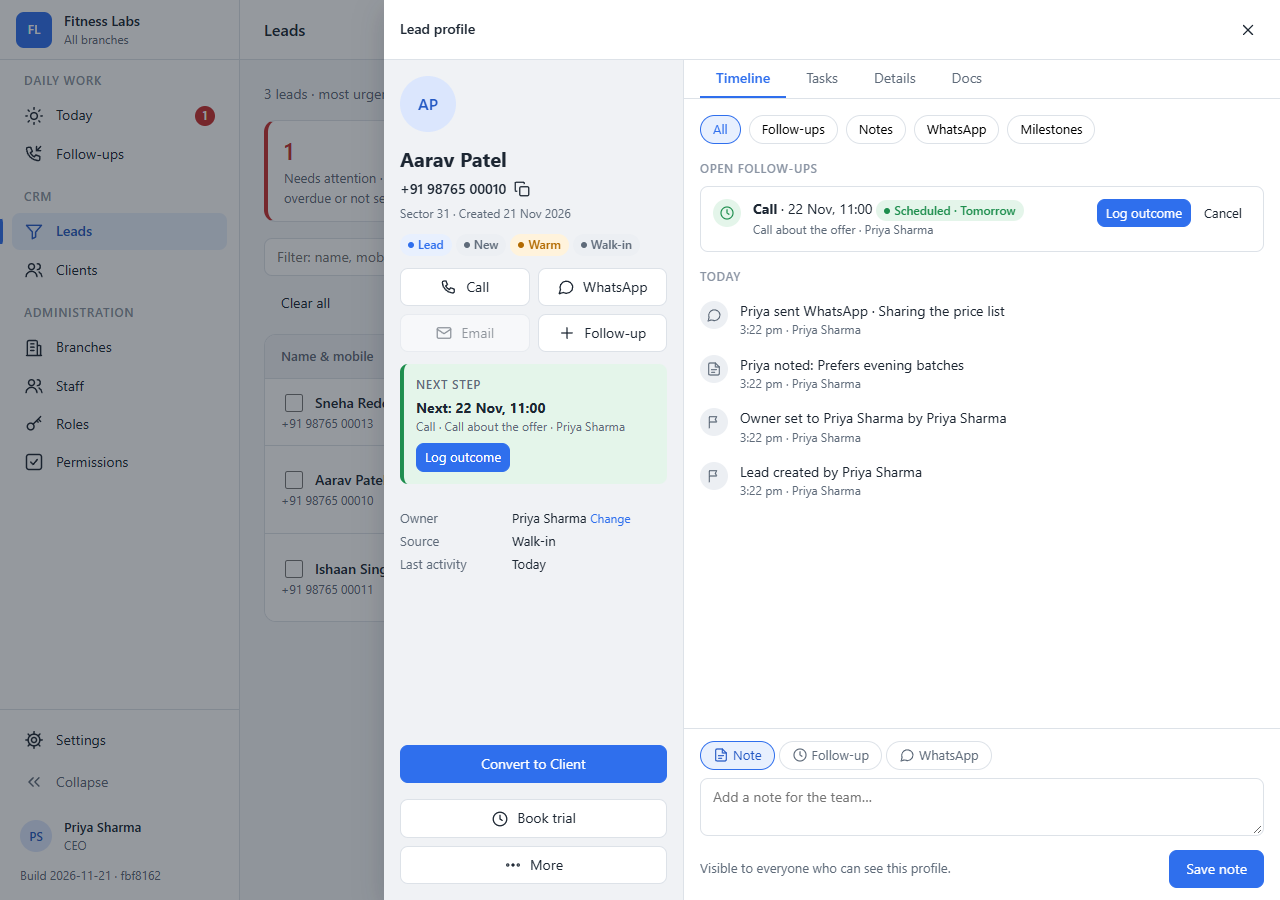 FL
Fitness Labs
All branches
DAILY WORK
Today
1
Follow-ups
CRM
Leads
Clients
ADMINISTRATION
Branches
Staff
Roles
Permissions
Settings
Collapse
PS
Priya Sharma
CEO
Build 2026-11-21 · fbf8162
Leads
3 leads · most
1
Needs attention ·
overdue or not
Filter: name,
Clear all
Name & mobile
Sneha
+91 98765 00013
Aarav
+91 98765 00010
Ishaan
+91 98765 00011
Lead profile
AP
Aarav Patel
+91 98765 00010
Sector 31 · Created 21 Nov 2026
Lead
New
Warm
Walk-in
Call
WhatsApp
Email
Follow-up
NEXT STEP
Next: 22 Nov, 11:00
Call · Call about the offer · Priya Sharma
Log outcome
Owner Priya Sharma Change
Source Walk-in
Last activity Today
Convert to Client
Book trial
More
Timeline Tasks Details Docs
All Follow-ups Notes WhatsApp Milestones
OPEN FOLLOW-UPS
Call · 22 Nov, 11:00 Scheduled · Tomorrow
Call about the offer · Priya Sharma
Log outcome
Cancel
TODAY
Priya sent WhatsApp · Sharing the price list
3:22 pm · Priya Sharma
Priya noted: Prefers evening batches
3:22 pm · Priya Sharma
Owner set to Priya Sharma by Priya Sharma
3:22 pm · Priya Sharma
Lead created by Priya Sharma
3:22 pm · Priya Sharma
Note Follow-up WhatsApp
Add a note for the team...
Visible to everyone who can see this profile.
Save note